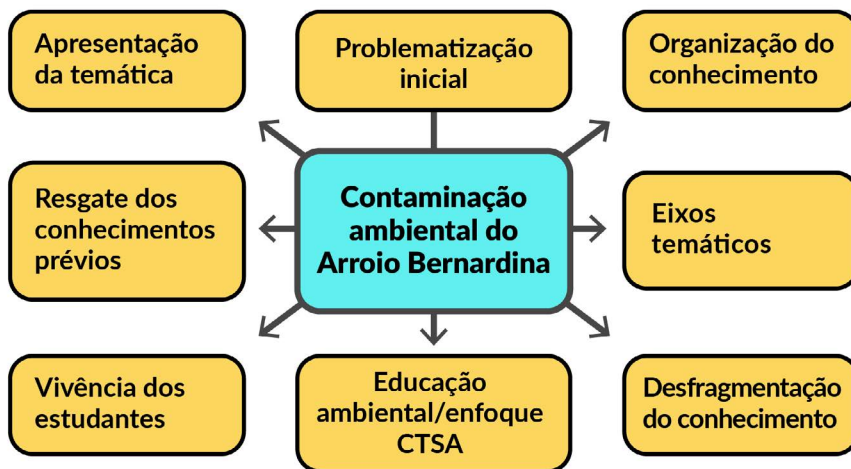 Apresentação
da temática
Problematização
inicial
Organização do
conhecimento
Resgate dos
conhecimentos
prévios
Contaminação
ambiental do
Arroio Bernardina
Eixos
temáticos
Vivência dos
estudantes
Educação
ambiental/enfoque
CTSA
Desfragmentação
do conhecimento